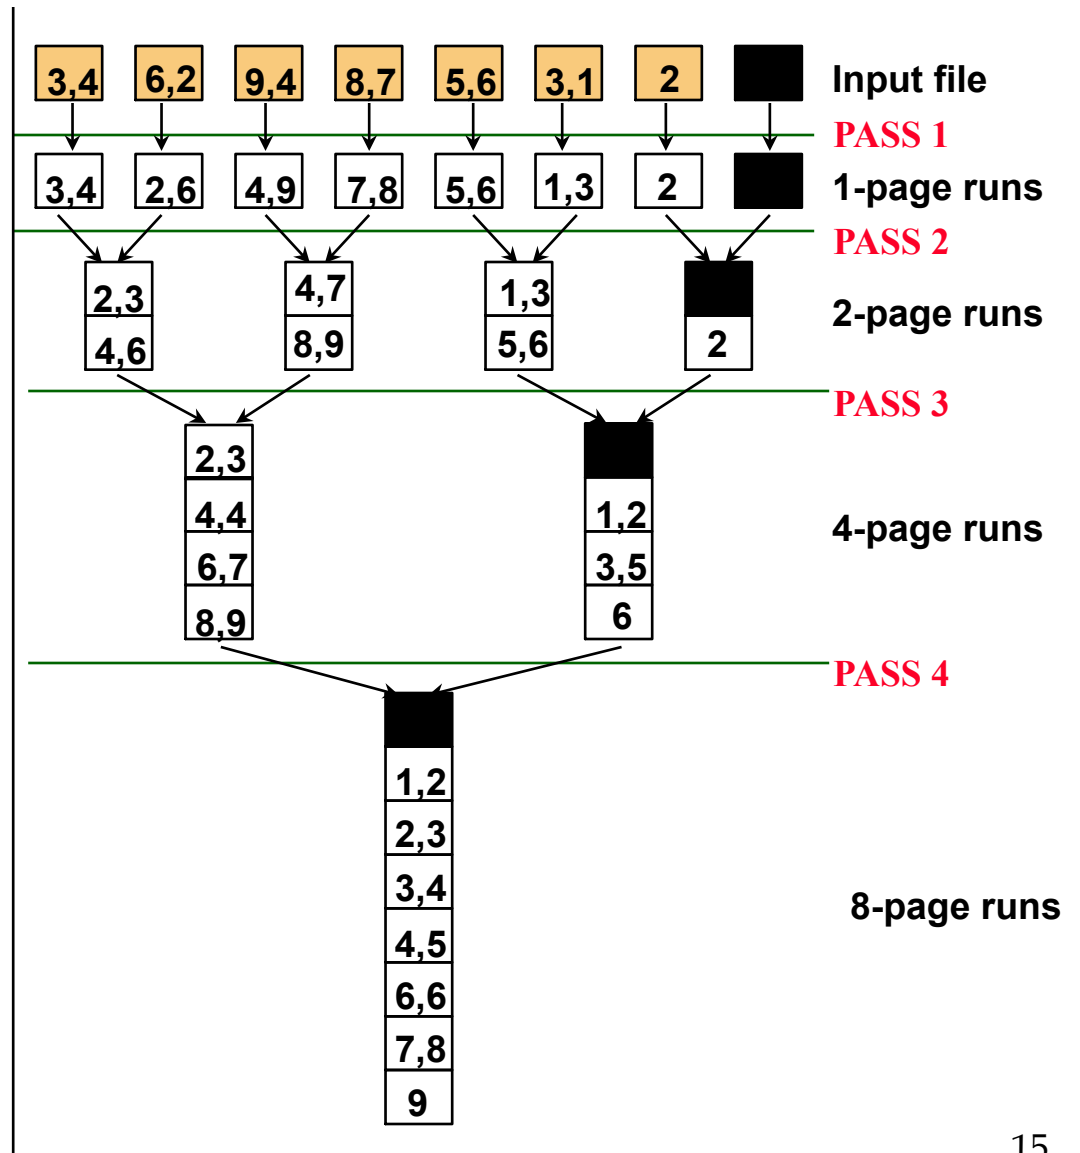 3,4 6,2 9,4 8,7 5,6 3,1 2 Input file
PASS 1
3,4 2,6 4,9 7,8 5,6 1,3 2 1-page runs
PASS 2
2,3 4,7 1,3
2-page runs
4,6 8,9 5,6 2
PASS 3
2,3
4,4 1,2
4-page runs
6,7 3,5
8,9 6
PASS 4
1,2
2,3
3,4
8-page runs
4,5
6,6
7,8
9
15